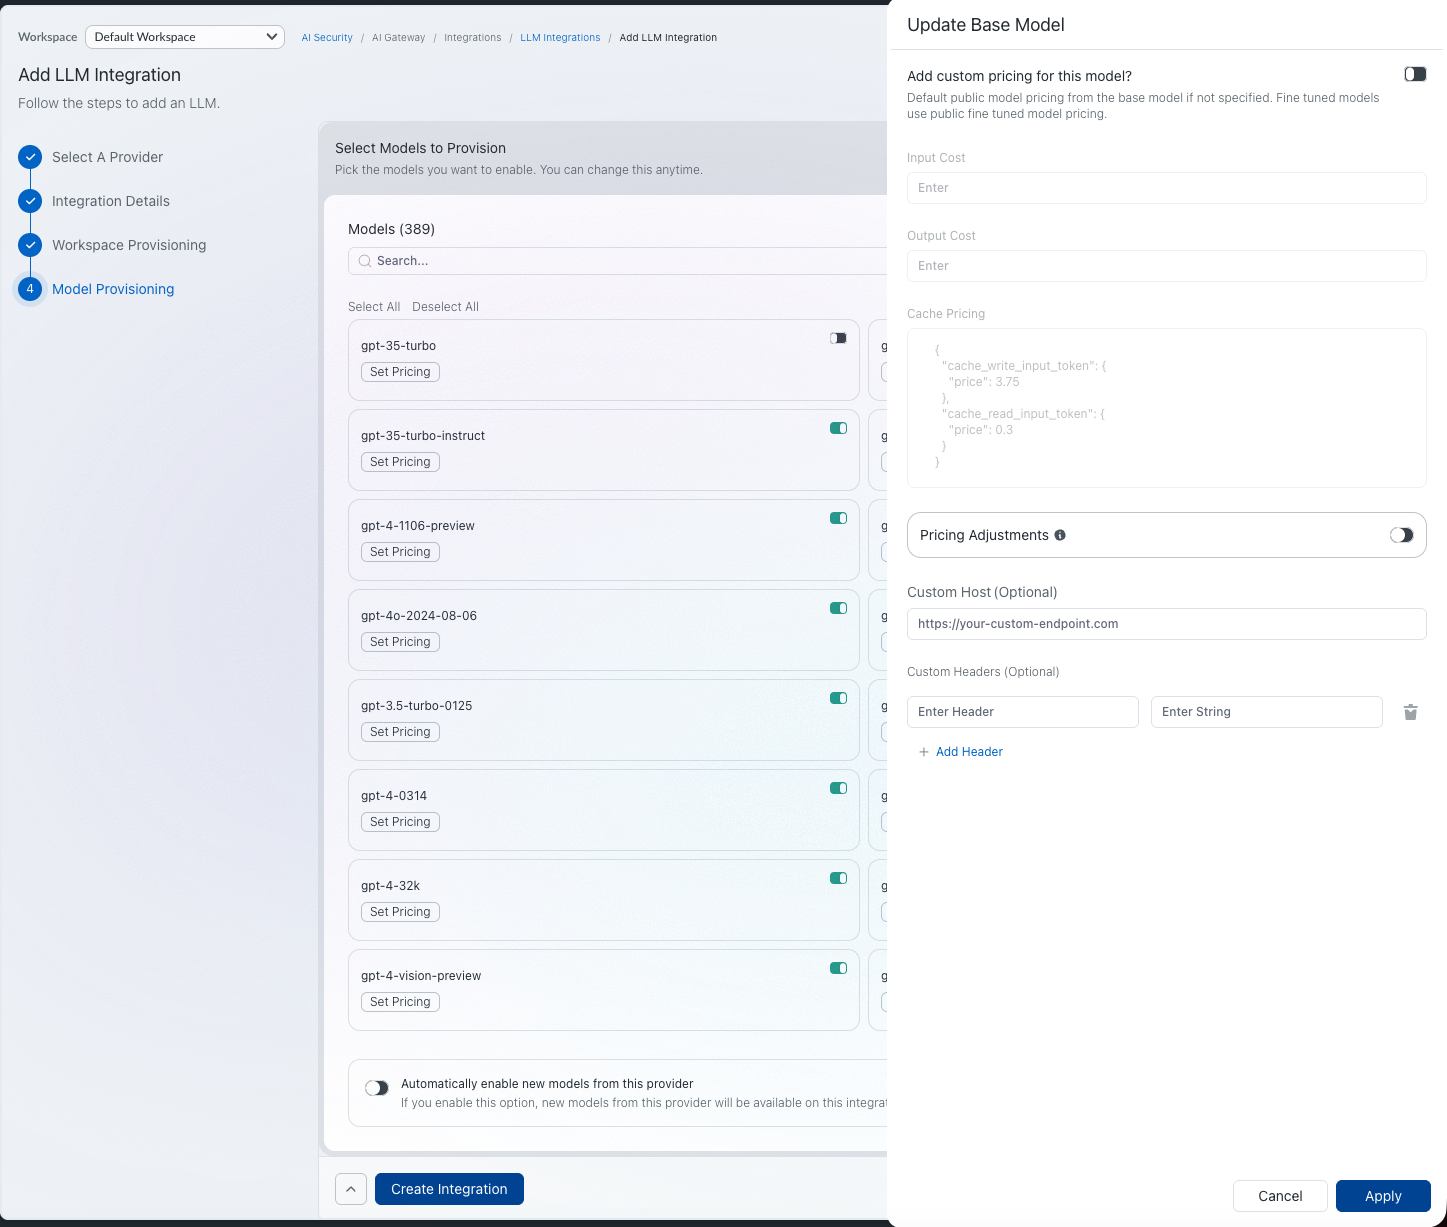 Workspace
Default Workspace
AI Security / AI Gateway / Integrations / LLM Integrations / Add LLM Integration
Add LLM Integration
Follow the steps to add an LLM.
Select A Provider
Integration Details
Workspace Provisioning
4 Model Provisioning
Select Models to Provision
Pick the models you want to enable. You can change this anytime.
Models (389)
Search...
Select All Deselect All
gpt-35-turbo
Set Pricing
gpt-35-turbo-instruct
Set Pricing
gpt-4-1106-preview
Set Pricing
gpt-4o-2024-08-06
Set Pricing
gpt-3.5-turbo-0125
Set Pricing
gpt-4-0314
Set Pricing
gpt-4-32k
Set Pricing
gpt-4-vision-preview
Set Pricing
Automatically enable new models from this provider
If you enable this option, new models from this provider will be available on this
Create Integration
Update Base Model
Add custom pricing for this model?
Default public model pricing from the base model if not specified. Fine tuned models
use public fine tuned model pricing.
Input Cost
Enter
Output Cost
Enter
Cache Pricing
{
"cache_write_input_token": {
"price": 3.75
},
"cache_read_input_token": {
"price": 0.3
}
}
Pricing Adjustments
Custom Host (Optional)
https://your-custom-endpoint.com
Custom Headers (Optional)
Enter Header
Enter String
+ Add Header
Cancel
Apply